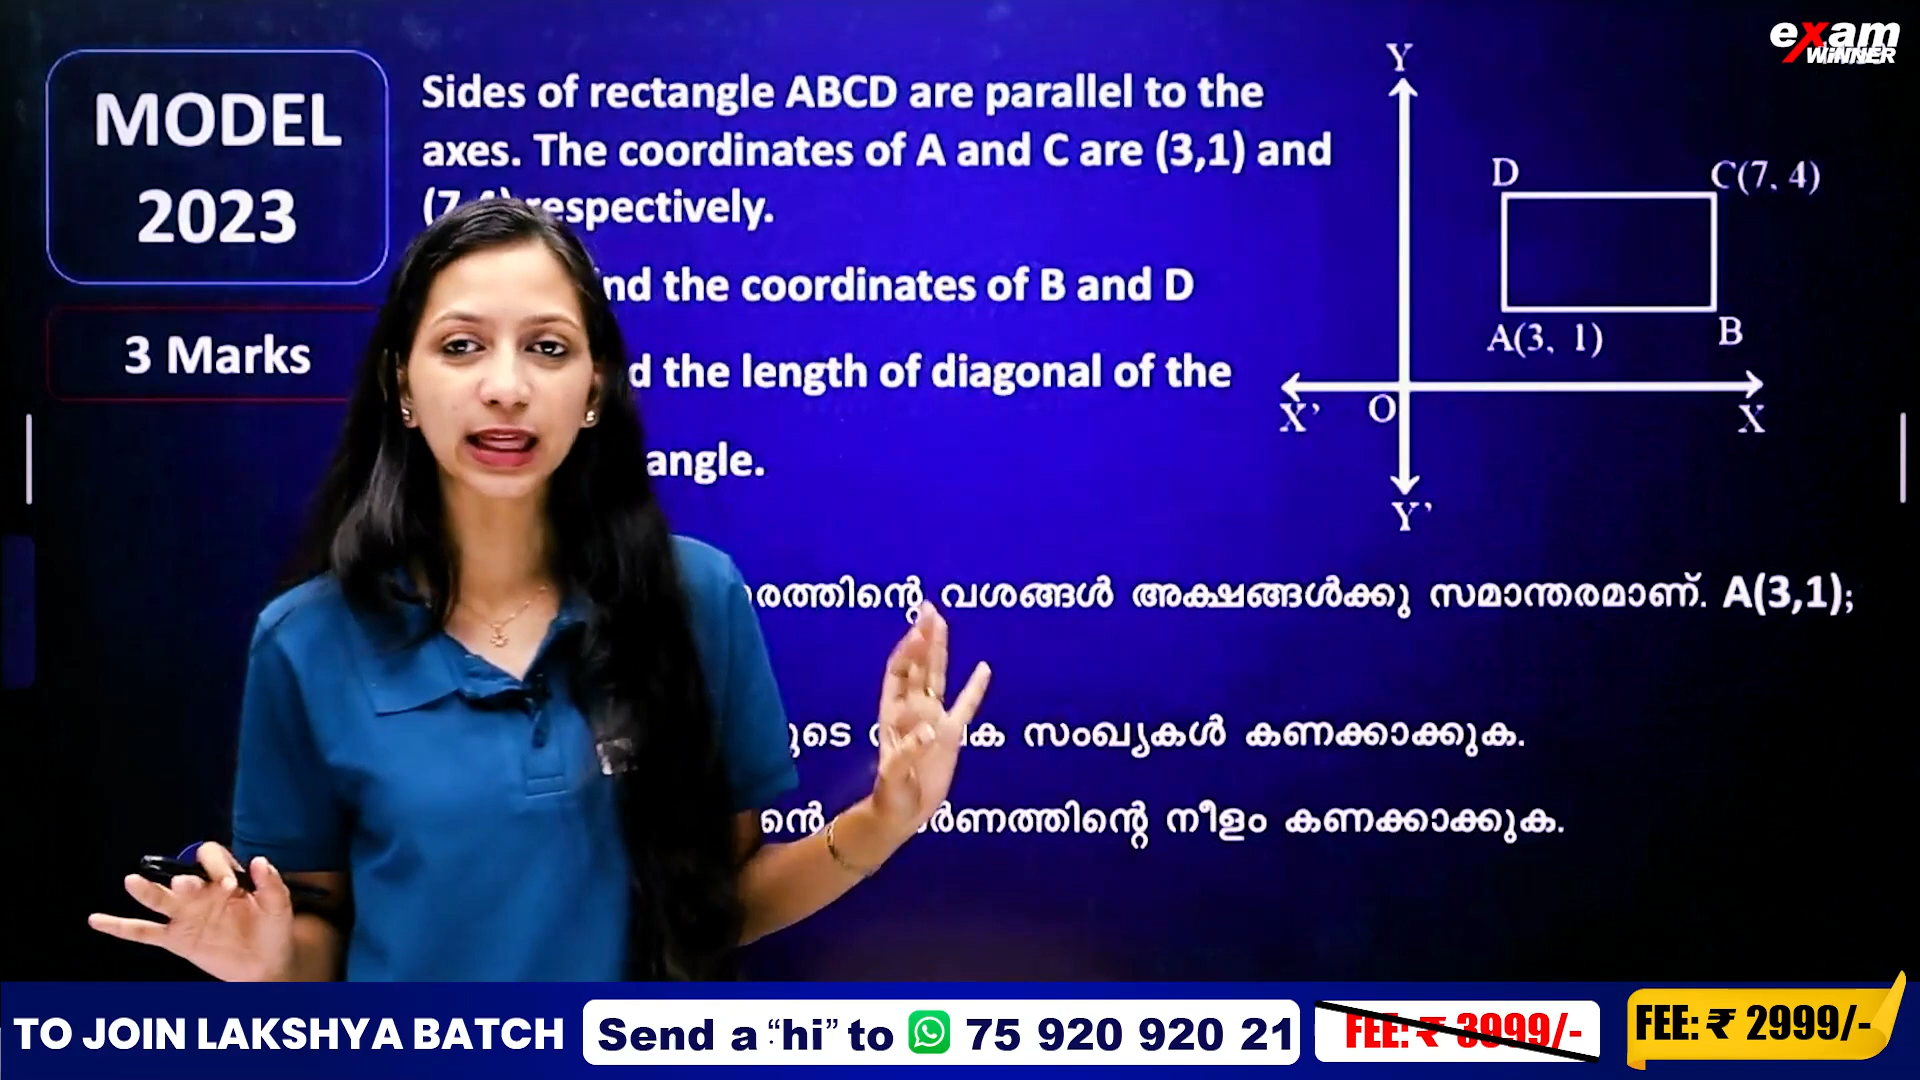 exam
WINNER
MODEL
2023
3 Marks
Sides of rectangle ABCD are parallel to the
axes. The coordinates of A and C are (3,1) and
(7,4) respectively.
the coordinates of B and D
the length of diagonal of the
angle.
Y
D
C(7, 4)
A(3, 1)
B
X'
O
X
Y'
വശങ്ങൾ അക്ഷങ്ങൾക്കു സമാന്തരമാണ്. A(3,1);
സംഖ്യകൾ കണക്കാക്കുക.
നീളം കണക്കാക്കുക.
TO JOIN LAKSHYA BATCH
Send a “hi” to 75 920 920 21
FEE: ₹ 3999/-
FEE: ₹ 2999/-